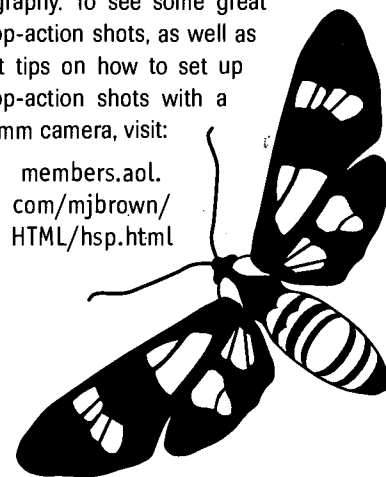 graphy. To see some great
op-action shots, as well as
t tips on how to set up
op-action shots with a
mm camera, visit:
members.aol.
com/mjbrown/
HTML/hsp.html